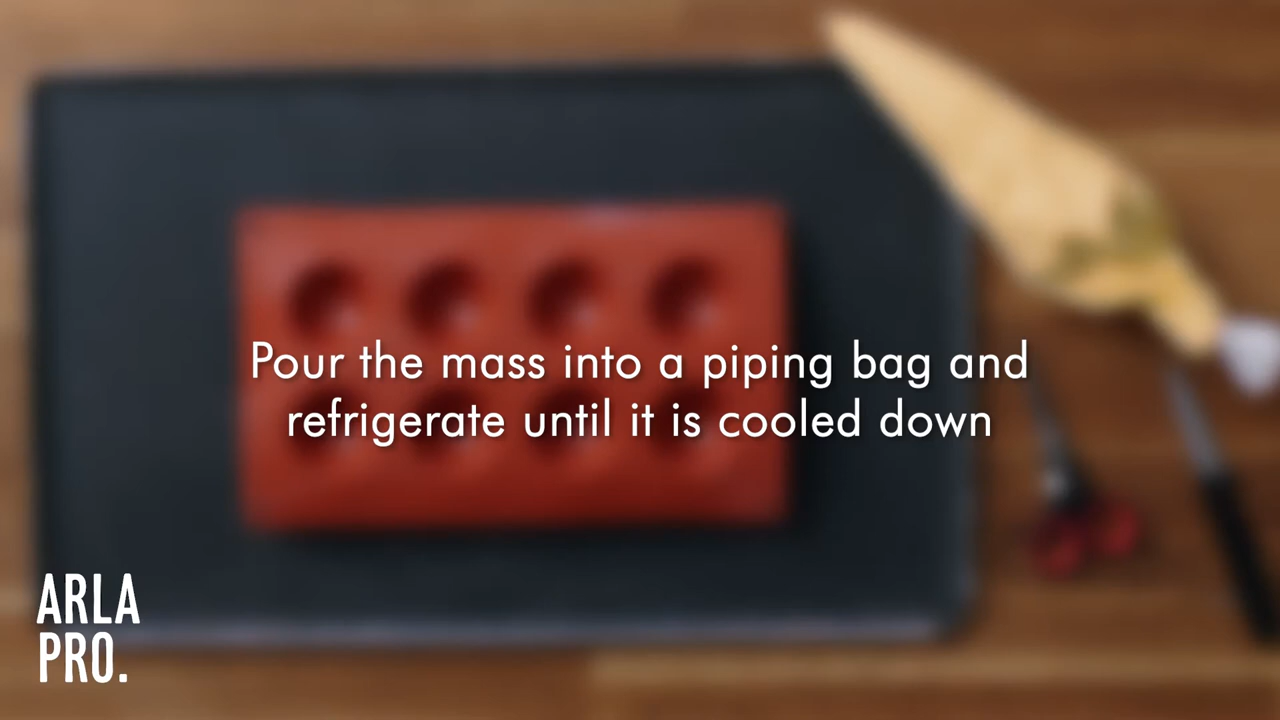 Pour the mass into a piping bag and
refrigerate until it is cooled down
ARLA
PRO.